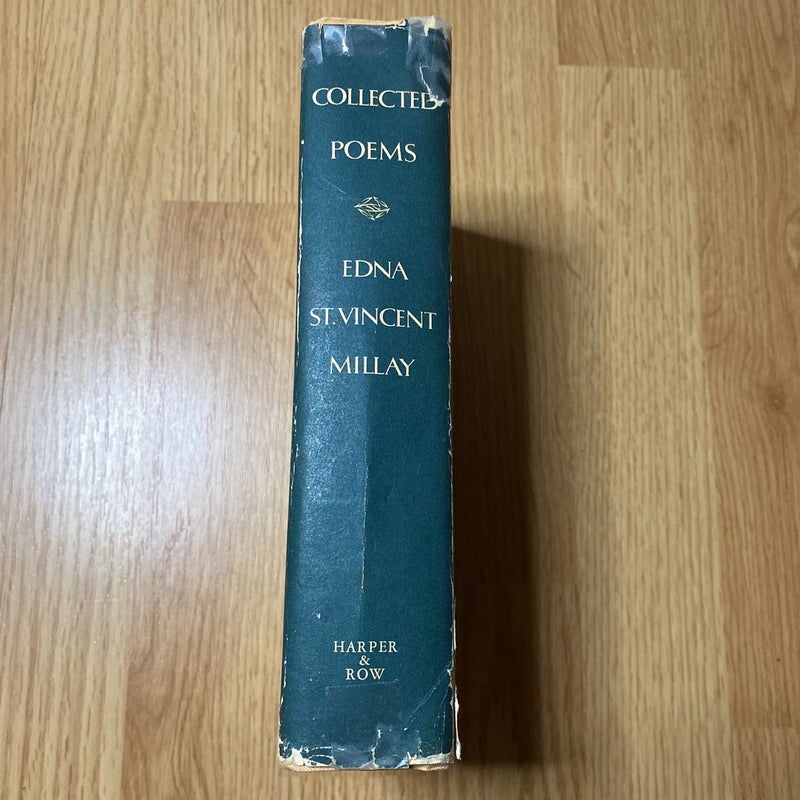 COLLECTED
POEMS
EDNA
ST. VINCENT
MILLAY
HARPER
&
ROW